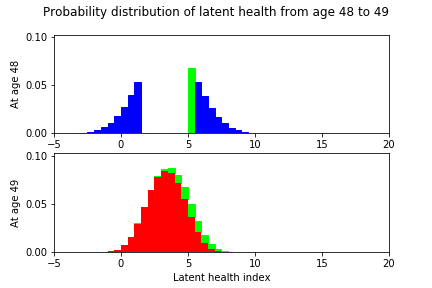 Probability distribution of latent health from age 48 to 49
At age 48
0.10
0.05
0.00
−5 0 5 10 15 20
At age 49
0.10
0.05
0.00
−5 0 5 10 15 20
Latent health index